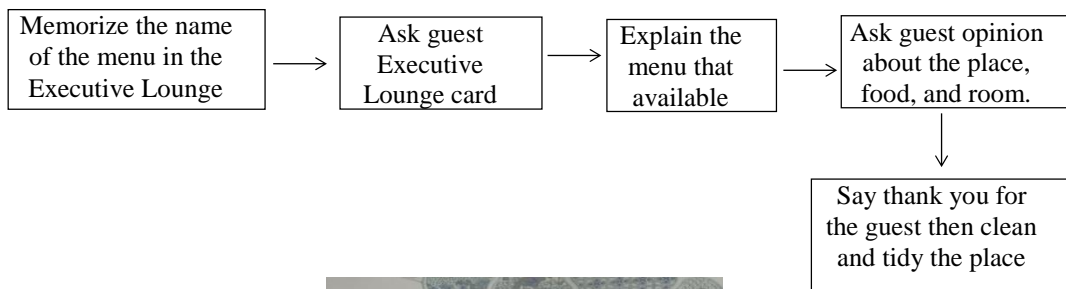 Memorize the name
of the menu in the
Executive Lounge
Ask guest
Executive
Lounge card
Explain the
menu that
available
Ask guest opinion
about the place,
food, and room.
Say thank you for
the guest then clean
and tidy the place